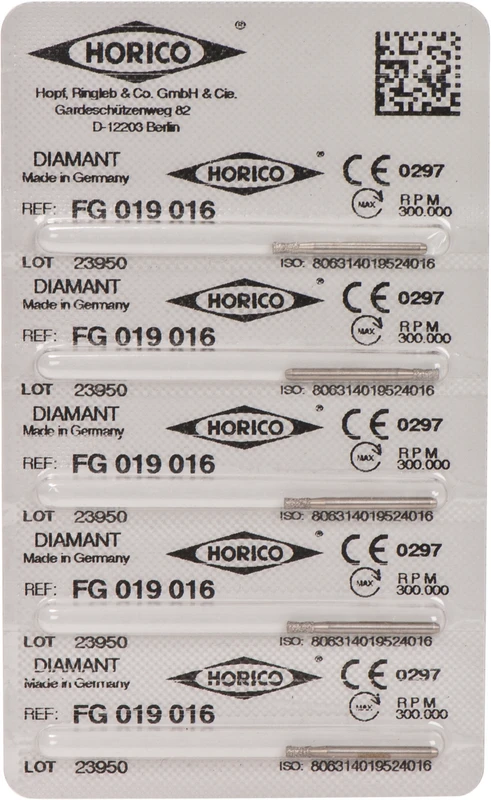 HORICO ®
Hopf, Ringleb & Co. GmbH & Cie.
Gardeschützenweg 82
D-12203 Berlin
DIAMANT HORICO ® CE 0297
Made in Germany
MAX RPM
REF: FG 019 016 300.000
LOT 23950 ISO: 806314019524016
DIAMANT HORICO ® CE 0297
Made in Germany
MAX RPM
REF: FG 019 016 300.000
LOT 23950 ISO: 806314019524016
DIAMANT HORICO ® CE 0297
Made in Germany
MAX RPM
REF: FG 019 016 300.000
LOT 23950 ISO: 806314019524016
DIAMANT HORICO ® CE 0297
Made in Germany
MAX RPM
REF: FG 019 016 300.000
LOT 23950 ISO: 806314019524016
DIAMANT HORICO ® CE 0297
Made in Germany
MAX RPM
REF: FG 019 016 300.000
LOT 23950 ISO: 806314019524016